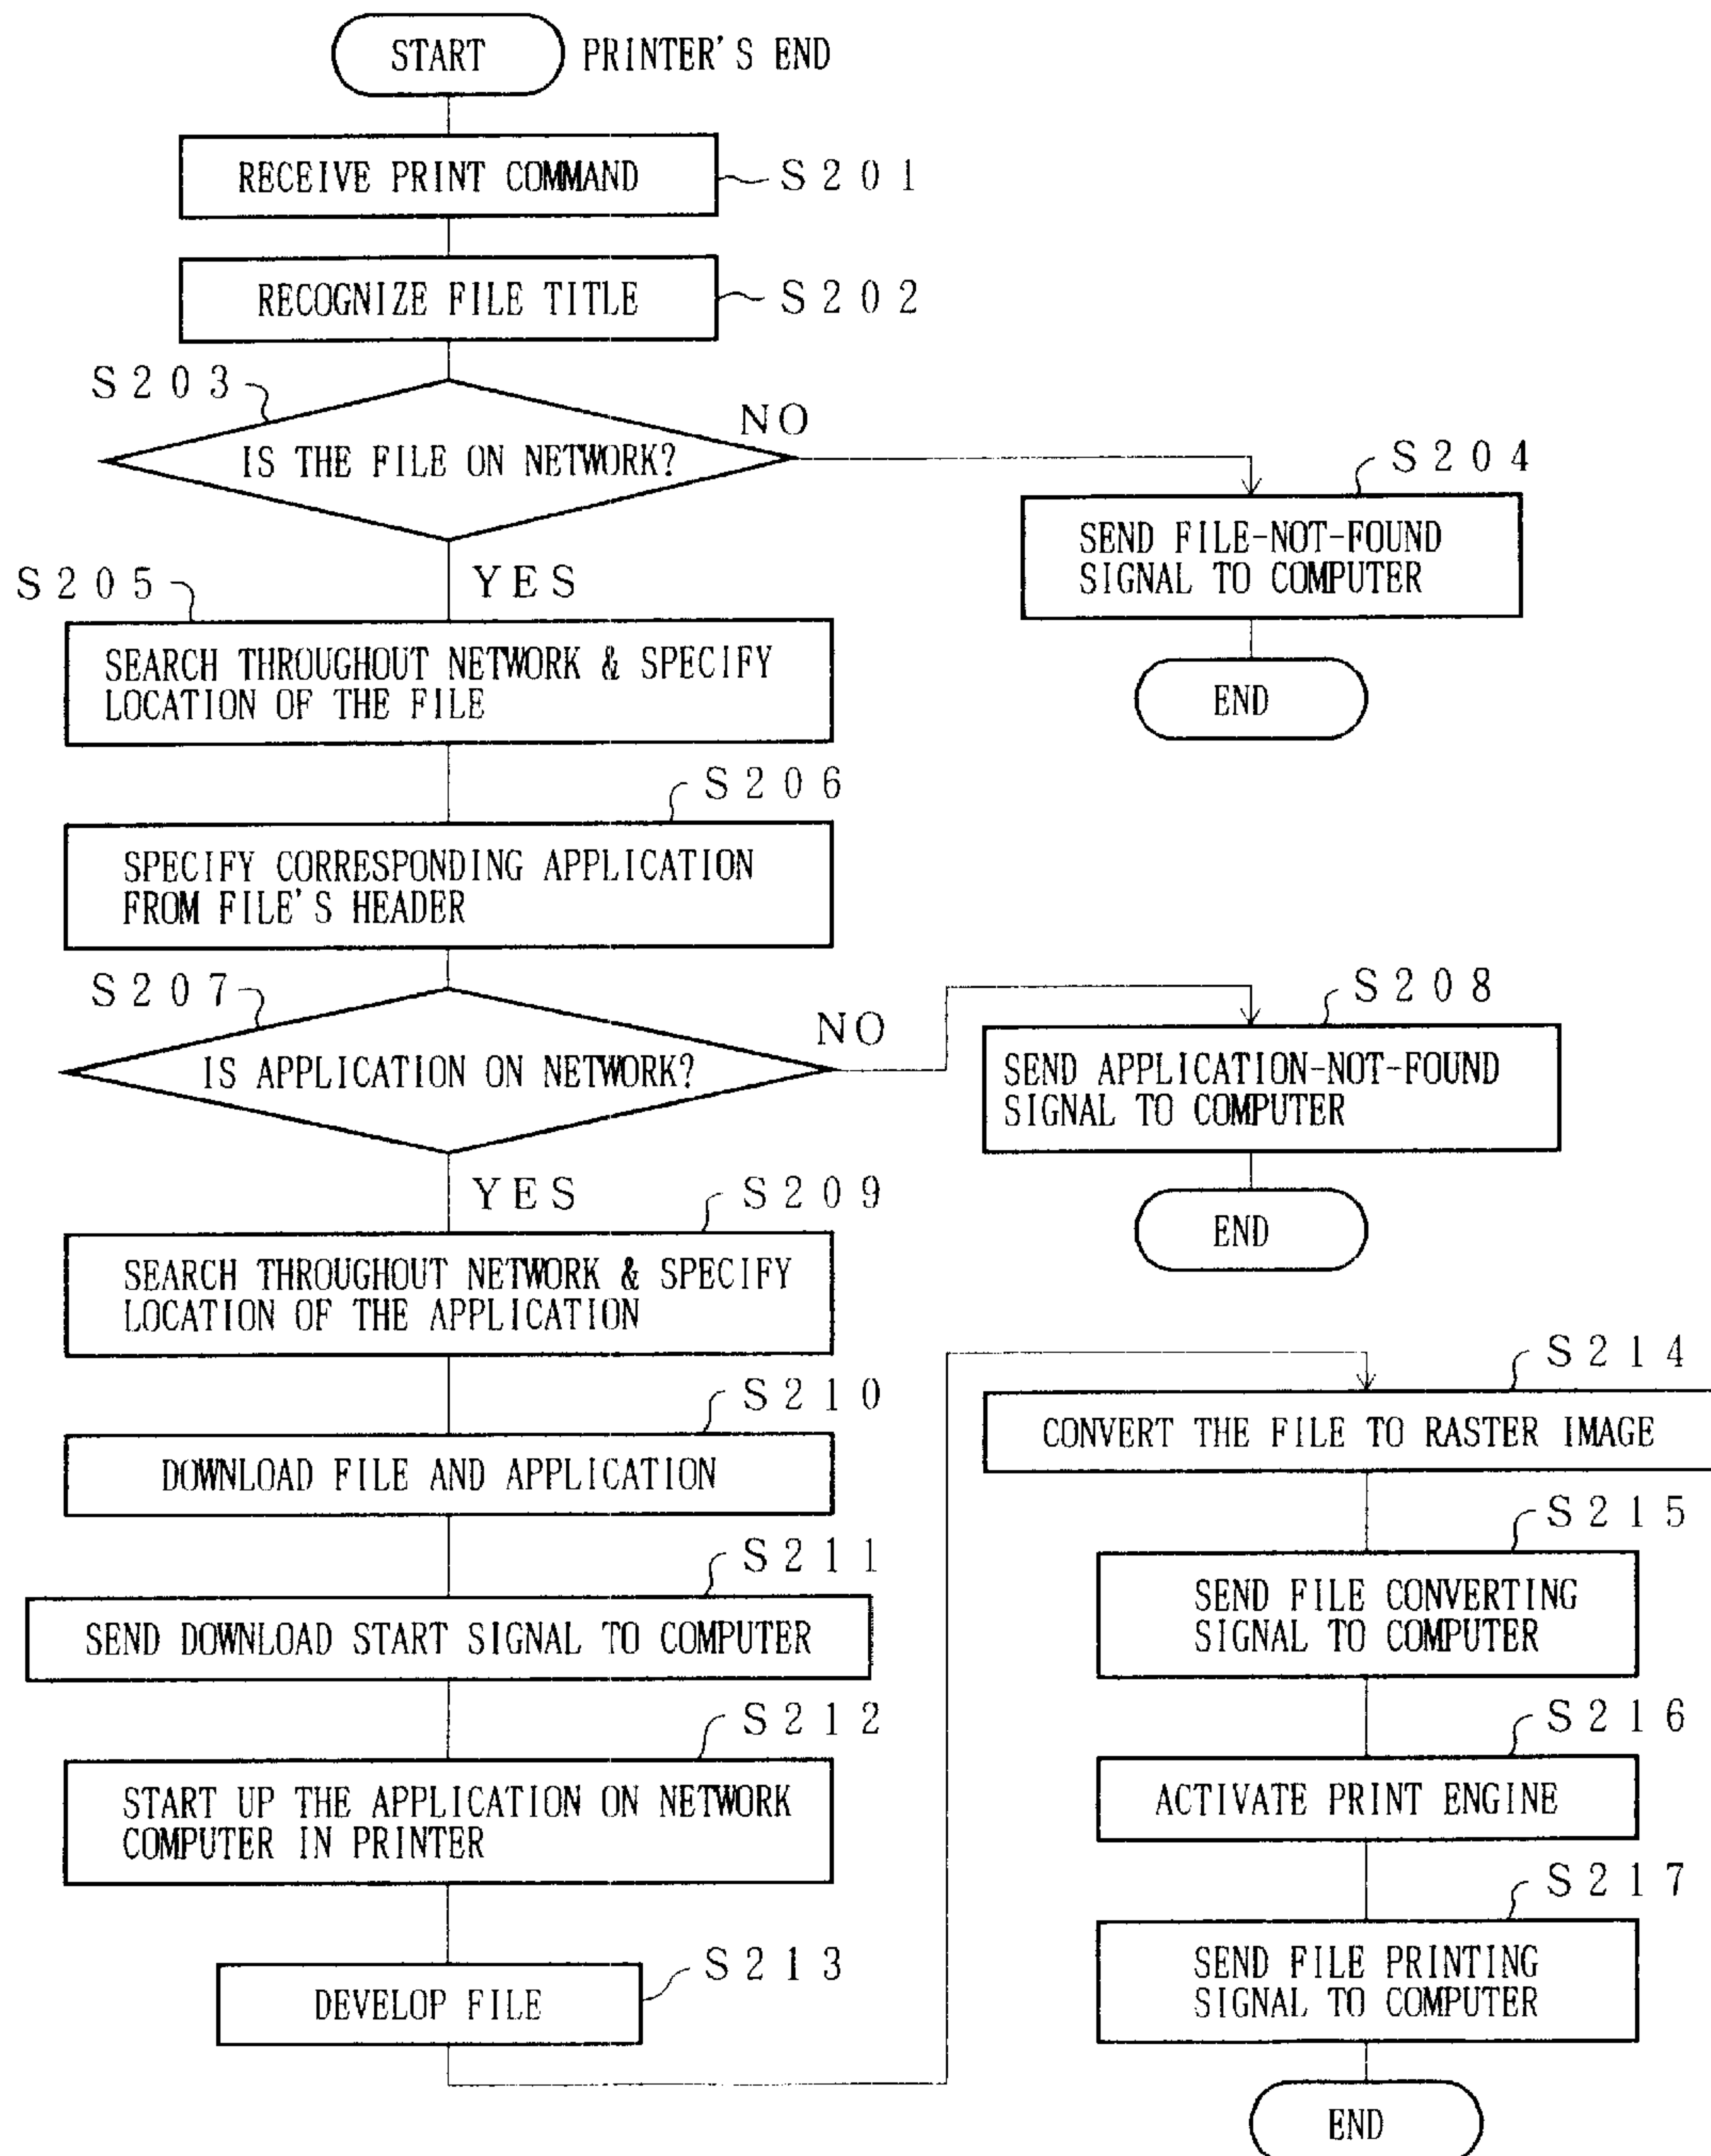 START
PRINTER'S END
RECEIVE PRINT COMMAND
S201
RECOGNIZE FILE TITLE
S202
S203
IS THE FILE ON NETWORK?
NO
S204
SEND FILE-NOT-FOUND
SIGNAL TO COMPUTER
END
YES
S205
SEARCH THROUGHOUT NETWORK & SPECIFY
LOCATION OF THE FILE
S206
SPECIFY CORRESPONDING APPLICATION
FROM FILE'S HEADER
S207
IS APPLICATION ON NETWORK?
NO
S208
SEND APPLICATION-NOT-FOUND
SIGNAL TO COMPUTER
END
YES
S209
SEARCH THROUGHOUT NETWORK & SPECIFY
LOCATION OF THE APPLICATION
S210
DOWNLOAD FILE AND APPLICATION
S211
SEND DOWNLOAD START SIGNAL TO COMPUTER
S212
START UP THE APPLICATION ON NETWORK
COMPUTER IN PRINTER
S213
DEVELOP FILE
S214
CONVERT THE FILE TO RASTER IMAGE
S215
SEND FILE CONVERTING
SIGNAL TO COMPUTER
S216
ACTIVATE PRINT ENGINE
S217
SEND FILE PRINTING
SIGNAL TO COMPUTER
END